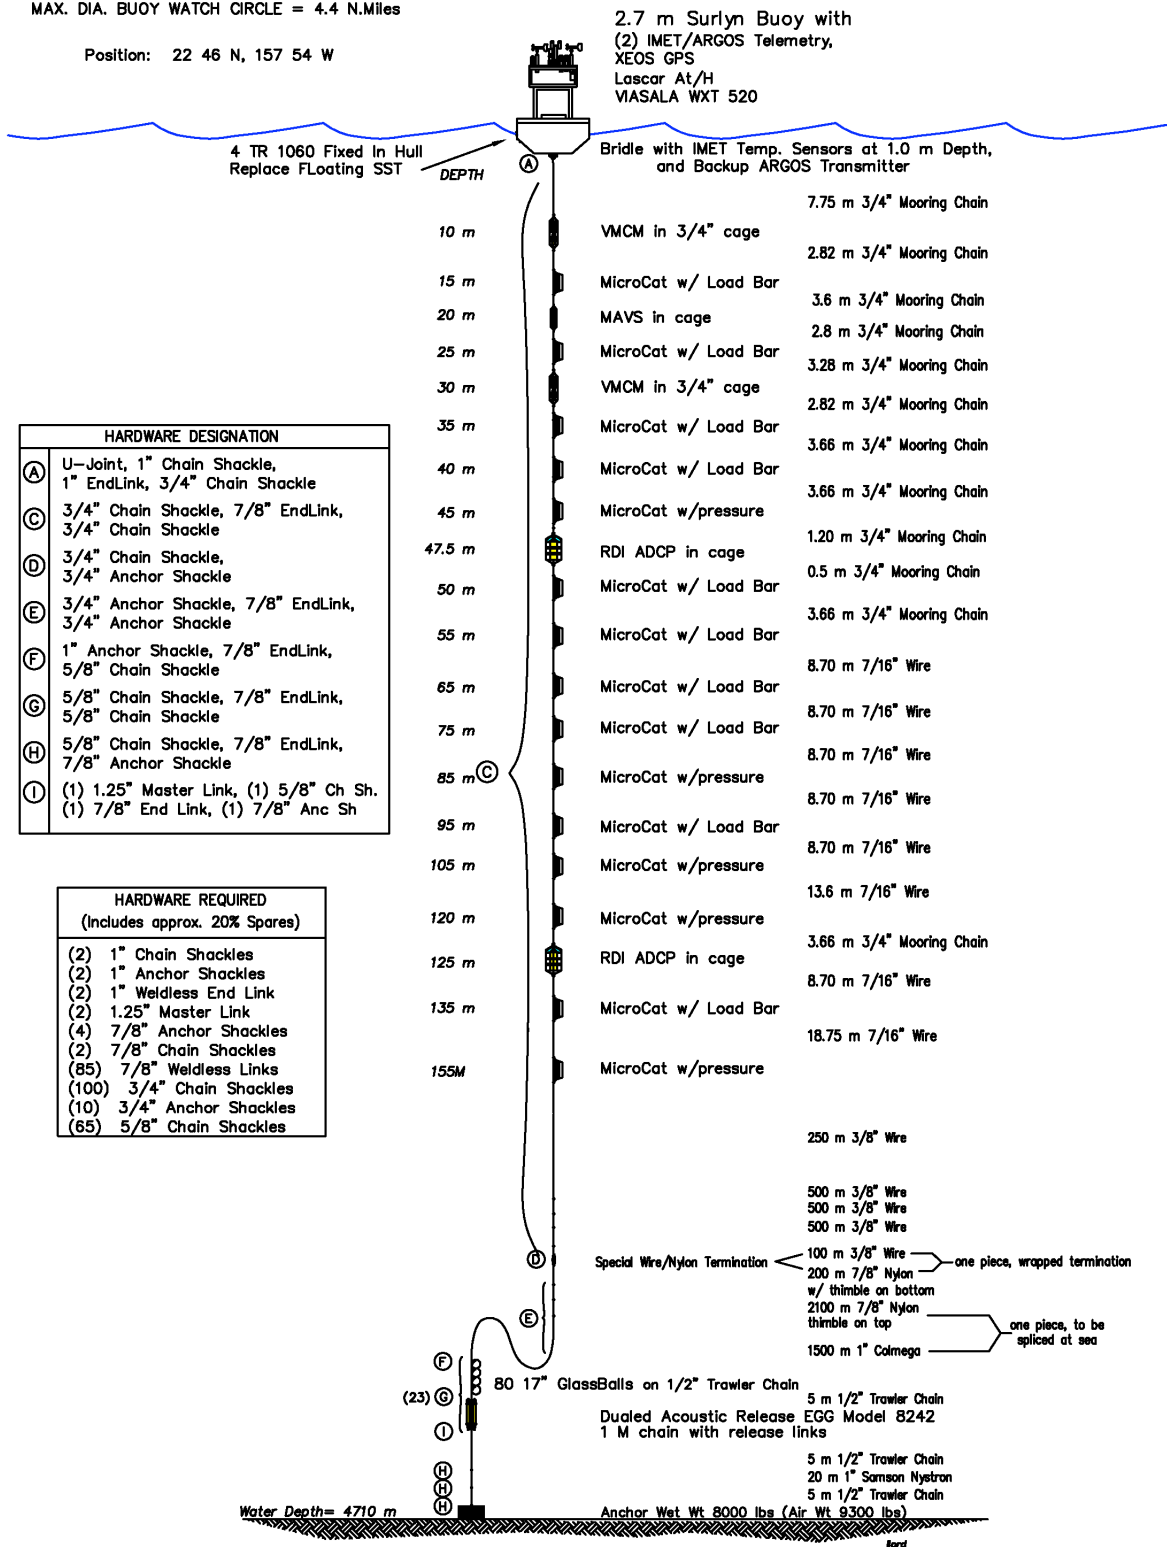 MAX. DIA. BUOY WATCH CIRCLE = 4.4 N.Miles
Position: 22 46 N, 157 54 W
2.7 m Surlyn Buoy with
(2) IMET/ARGOS Telemetry,
XEOS GPS
Lascar At/H
VIASALA WXT 520
4 TR 1060 Fixed In Hull
Replace FLoating SST
DEPTH
A
Bridle with IMET Temp. Sensors at 1.0 m Depth,
and Backup ARGOS Transmitter
7.75 m 3/4" Mooring Chain
10 m VMCM in 3/4" cage
2.82 m 3/4" Mooring Chain
15 m MicroCat w/ Load Bar
3.6 m 3/4" Mooring Chain
20 m MAVS in cage
2.8 m 3/4" Mooring Chain
25 m MicroCat w/ Load Bar
3.28 m 3/4" Mooring Chain
30 m VMCM in 3/4" cage
2.82 m 3/4" Mooring Chain
35 m MicroCat w/ Load Bar
3.66 m 3/4" Mooring Chain
40 m MicroCat w/ Load Bar
3.66 m 3/4" Mooring Chain
45 m MicroCat w/pressure
1.20 m 3/4" Mooring Chain
47.5 m RDI ADCP in cage
0.5 m 3/4" Mooring Chain
50 m MicroCat w/ Load Bar
3.66 m 3/4" Mooring Chain
55 m MicroCat w/ Load Bar
8.70 m 7/16" Wire
65 m MicroCat w/ Load Bar
8.70 m 7/16" Wire
75 m MicroCat w/ Load Bar
8.70 m 7/16" Wire
85 m C MicroCat w/pressure
8.70 m 7/16" Wire
95 m MicroCat w/ Load Bar
8.70 m 7/16" Wire
105 m MicroCat w/pressure
13.6 m 7/16" Wire
120 m MicroCat w/pressure
3.66 m 3/4" Mooring Chain
125 m RDI ADCP in cage
8.70 m 7/16" Wire
135 m MicroCat w/ Load Bar
18.75 m 7/16" Wire
155M MicroCat w/pressure
250 m 3/8" Wire
500 m 3/8" Wire
500 m 3/8" Wire
500 m 3/8" Wire
D Special Wire/Nylon Termination
100 m 3/8" Wire
200 m 7/8" Nylon
w/ thimble on bottom
one piece, wrapped termination
2100 m 7/8" Nylon
thimble on top
1500 m 1" Colmega
one piece, to be
spliced at sea
E
F
80 17" GlassBalls on 1/2" Trawler Chain
(23) G
5 m 1/2" Trawler Chain
Dualed Acoustic Release EGG Model 8242
1 M chain with release links
I
5 m 1/2" Trawler Chain
H
20 m 1" Samson Nystron
H
5 m 1/2" Trawler Chain
H
Water Depth= 4710 m
Anchor Wet Wt 8000 lbs (Air Wt 9300 lbs)
HARDWARE DESIGNATION
A U-Joint, 1" Chain Shackle,
1" EndLink, 3/4" Chain Shackle
C 3/4" Chain Shackle, 7/8" EndLink,
3/4" Chain Shackle
D 3/4" Chain Shackle,
3/4" Anchor Shackle
E 3/4" Anchor Shackle, 7/8" EndLink,
3/4" Anchor Shackle
F 1" Anchor Shackle, 7/8" EndLink,
5/8" Chain Shackle
G 5/8" Chain Shackle, 7/8" EndLink,
5/8" Chain Shackle
H 5/8" Chain Shackle, 7/8" EndLink,
7/8" Anchor Shackle
I (1) 1.25" Master Link, (1) 5/8" Ch Sh.
(1) 7/8" End Link, (1) 7/8" Anc Sh
HARDWARE REQUIRED
(Includes approx. 20% Spares)
(2) 1" Chain Shackles
(2) 1" Anchor Shackles
(2) 1" Weldless End Link
(2) 1.25" Master Link
(4) 7/8" Anchor Shackles
(2) 7/8" Chain Shackles
(85) 7/8" Weldless Links
(100) 3/4" Chain Shackles
(10) 3/4" Anchor Shackles
(65) 5/8" Chain Shackles